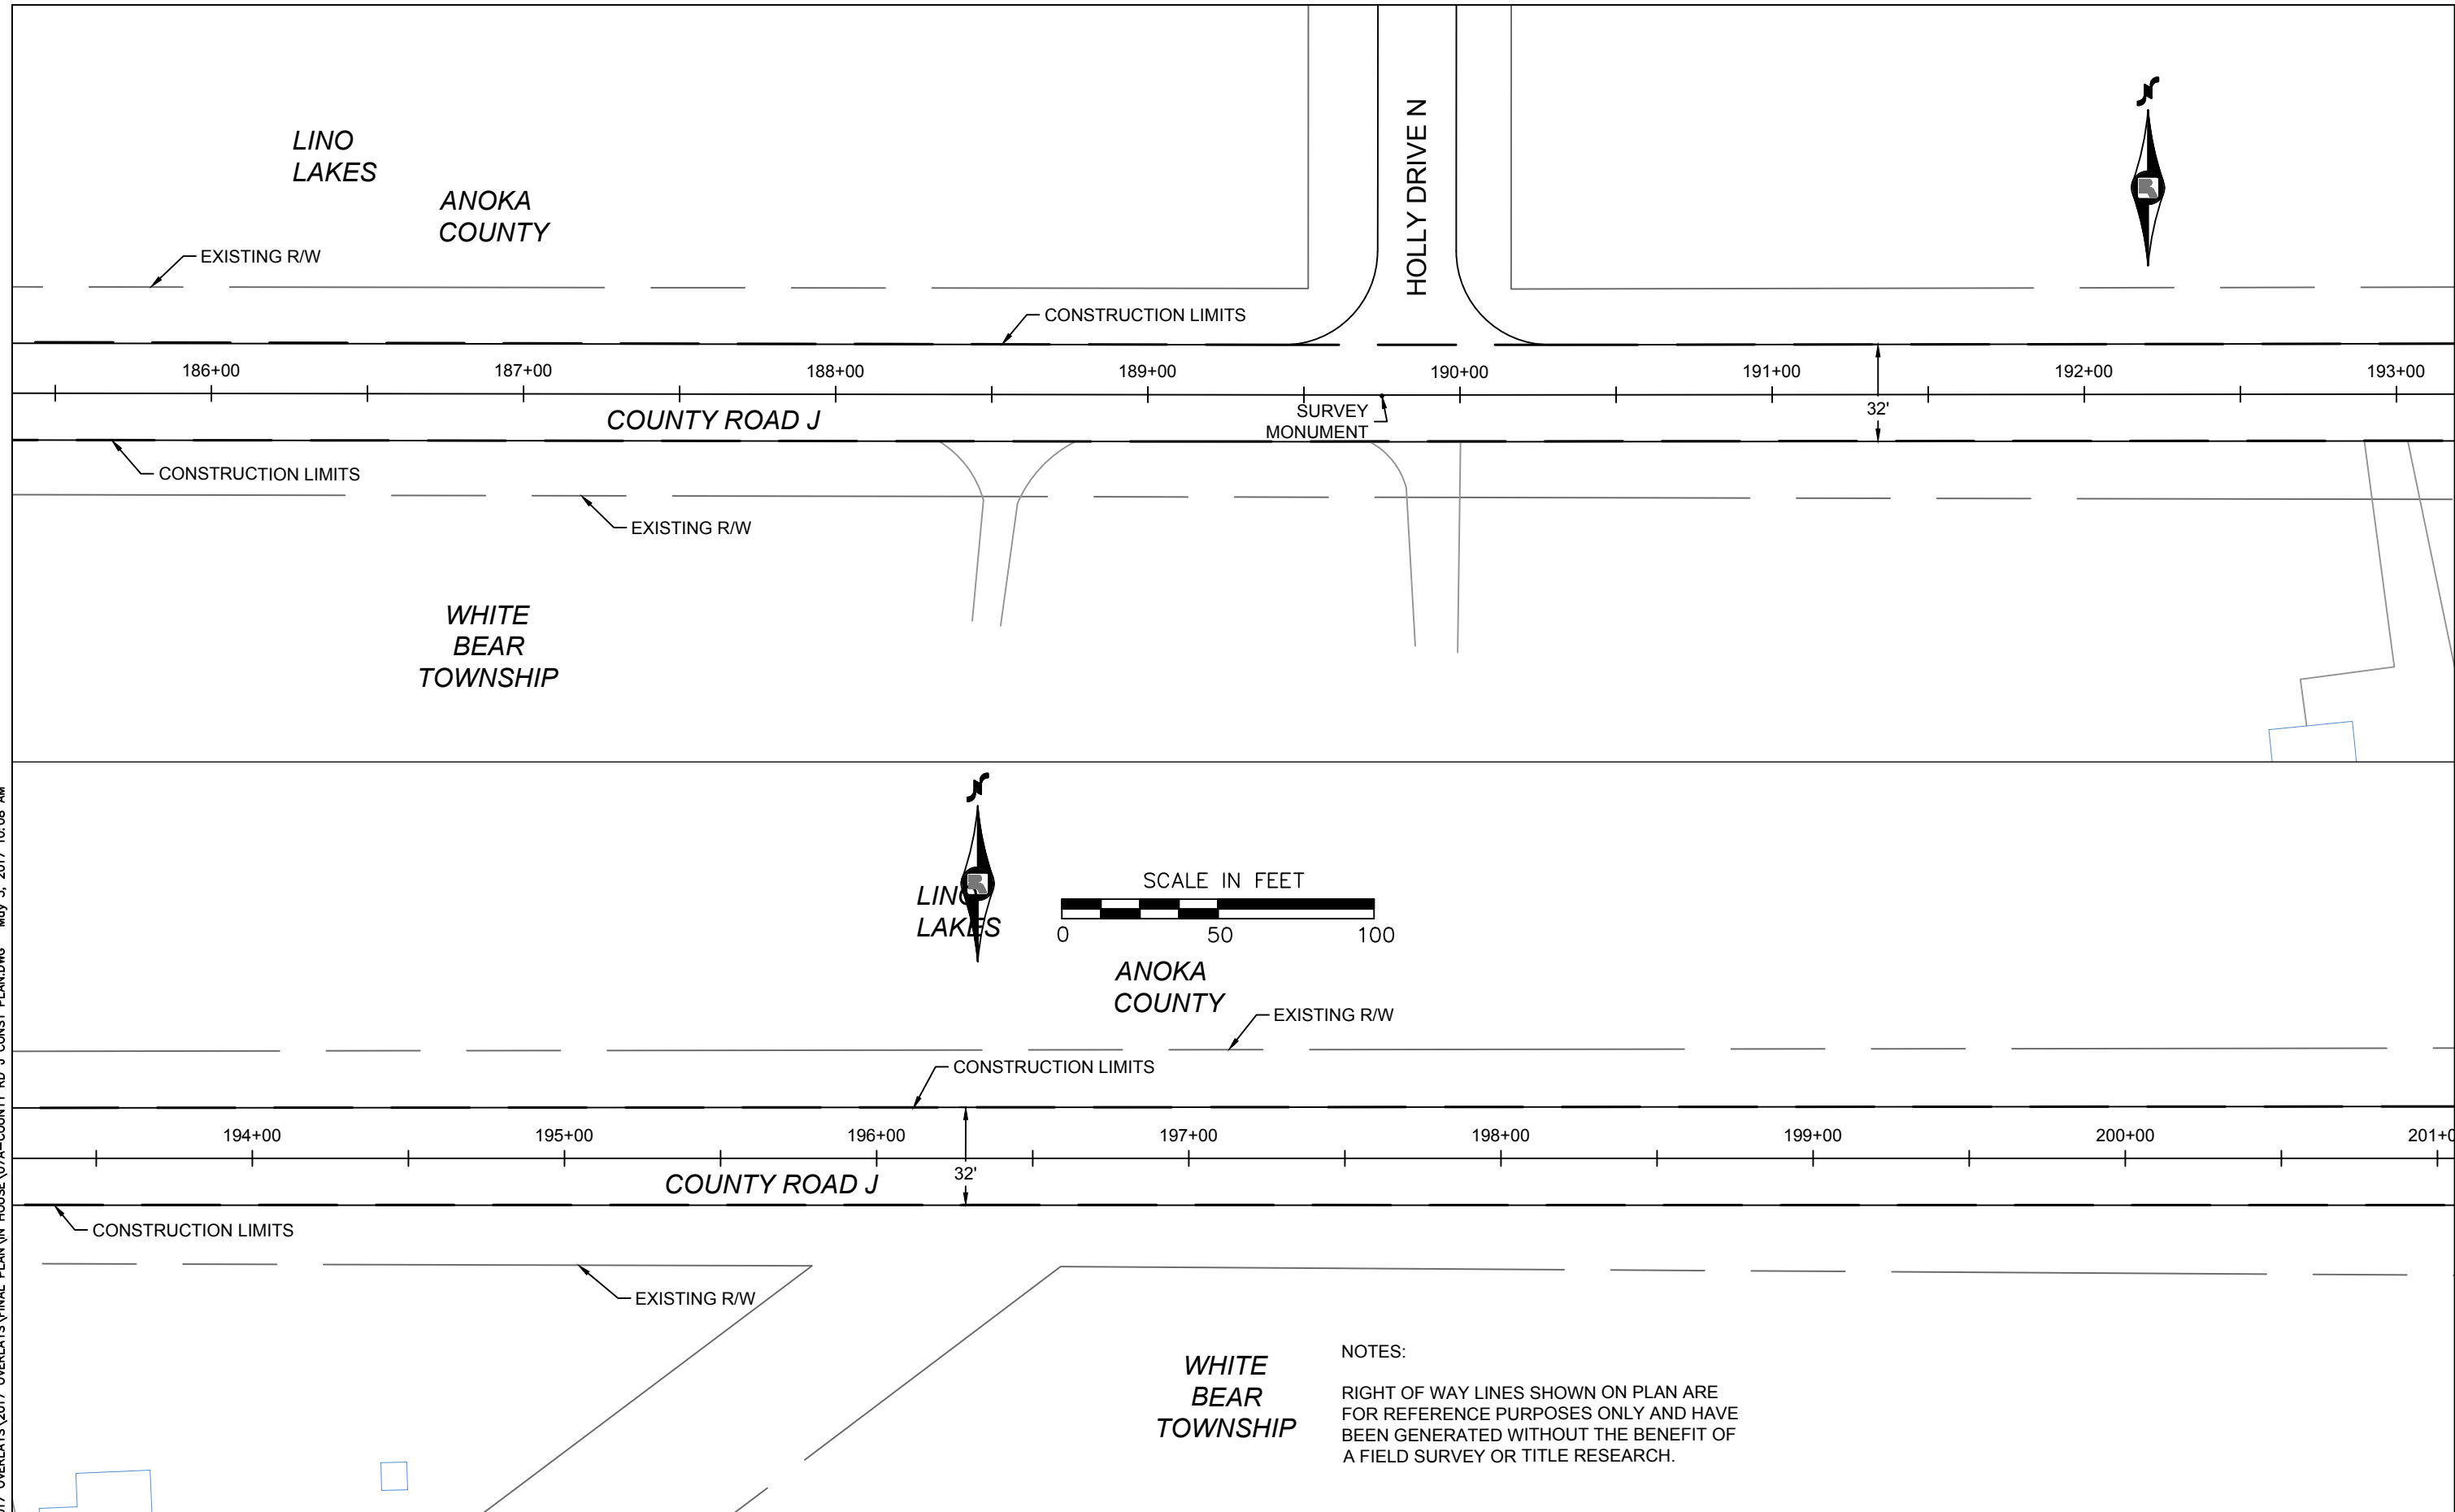 LINO
LAKES
ANOKA
COUNTY
EXISTING R/W
HOLLY DRIVE N
N
CONSTRUCTION LIMITS
186+00 187+00 188+00 189+00 190+00 191+00 192+00 193+00
COUNTY ROAD J
SURVEY
MONUMENT
32'
CONSTRUCTION LIMITS
EXISTING R/W
WHITE
BEAR
TOWNSHIP
N
LINO
LAKES
SCALE IN FEET
0 50 100
ANOKA
COUNTY
EXISTING R/W
CONSTRUCTION LIMITS
194+00 195+00 196+00 197+00 198+00 199+00 200+00 201+0
COUNTY ROAD J
32'
CONSTRUCTION LIMITS
EXISTING R/W
WHITE
BEAR
TOWNSHIP
NOTES:
RIGHT OF WAY LINES SHOWN ON PLAN ARE
FOR REFERENCE PURPOSES ONLY AND HAVE
BEEN GENERATED WITHOUT THE BENEFIT OF
A FIELD SURVEY OR TITLE RESEARCH.